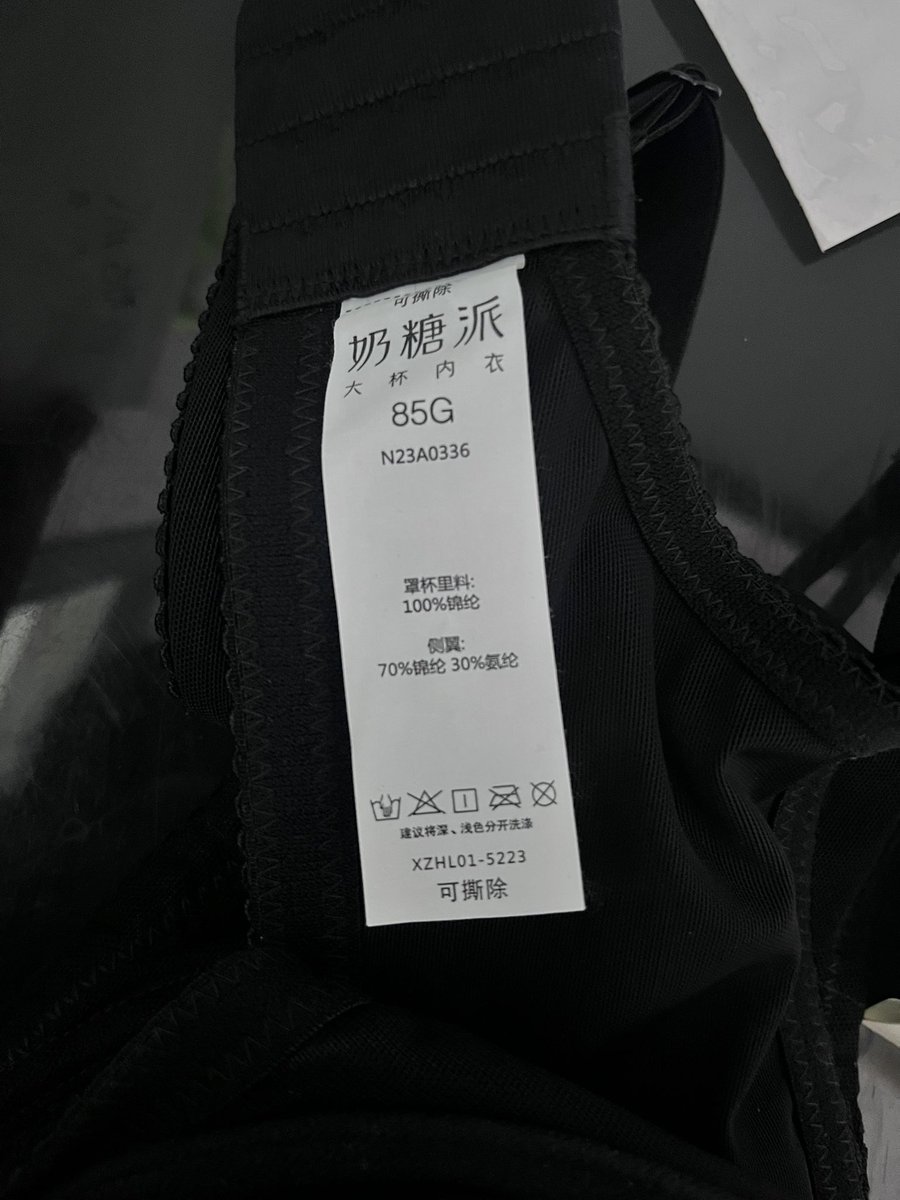 可撕除
奶糖派
大杯内衣
85G
N23A0336
罩杯里料:
100%锦纶
侧翼:
70%锦纶 30%氨纶
建议将深、浅色分开洗涤
XZHL01-5223
可撕除